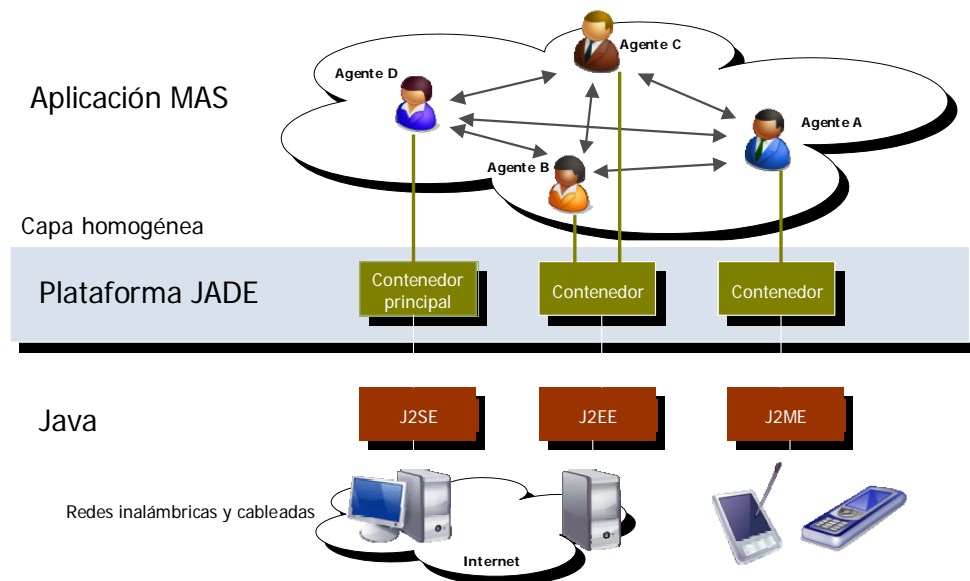 Agente C
Agente D
Aplicación MAS
Agente A
Agente B
Capa homogénea
Plataforma JADE
Contenedor
principal
Contenedor
Contenedor
Java
J2SE
J2EE
J2ME
Redes inalámbricas y cableadas
Internet